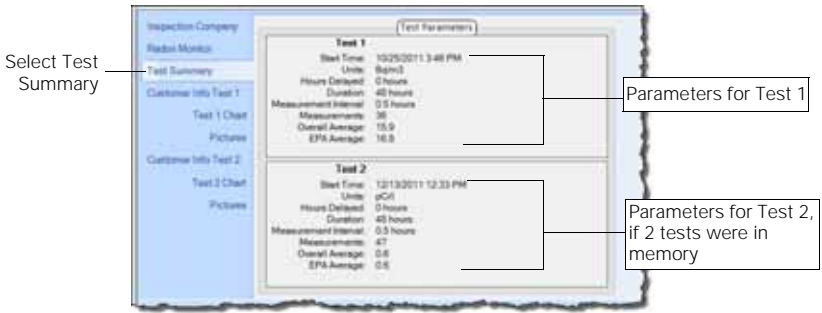 Select Test
Summary
Inspection Company
Radon Monitor
Test Summary
Customer Info Test 1
Test 1 Chart
Pictures
Customer Info Test 2
Test 2 Chart
Pictures
Test Parameters
Test 1
Start Time: 10/25/2011 3:48 PM
Units: Bq/m3
Hours Delayed: 0 hours
Duration: 48 hours
Measurement Interval: 0.5 hours
Measurements: 36
Overall Average: 15.9
EPA Average: 16.8
Test 2
Start Time: 12/13/2011 12:33 PM
Units: pCi/l
Hours Delayed: 0 hours
Duration: 48 hours
Measurement Interval: 0.5 hours
Measurements: 47
Overall Average: 0.6
EPA Average: 0.6
Parameters for Test 1
Parameters for Test 2,
if 2 tests were in
memory